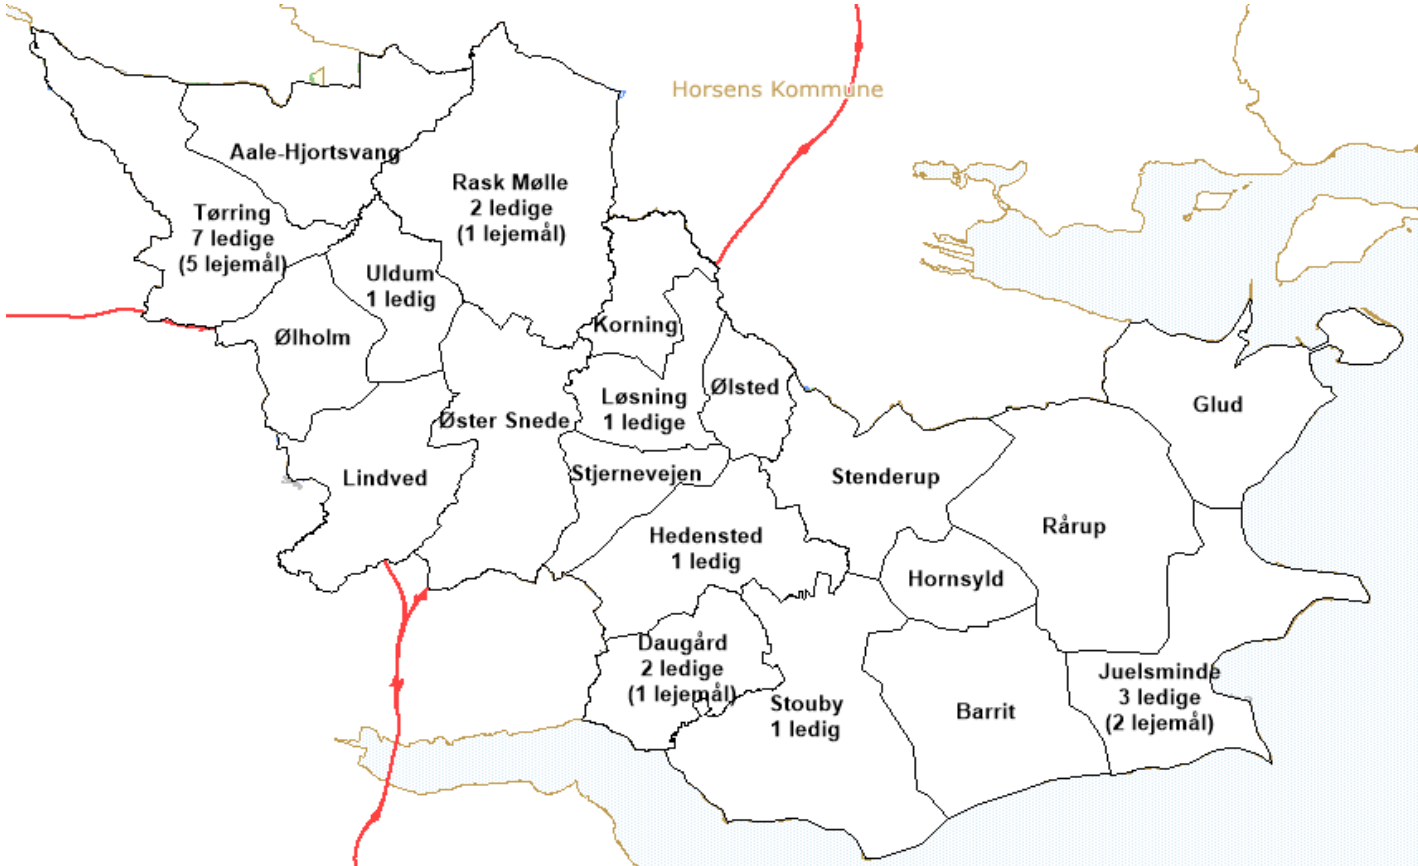 Horsens Kommune
Aale-Hjortsvang
Rask Mølle
2 ledige
(1 lejemål)
Tørring
7 ledige
(5 lejemål)
Uldum
1 ledig
Ølholm
Korning
Løsning
1 ledige
Ølsted
Glud
Øster Snede
Lindved
Stjernevejen
Stenderup
Hedensted
1 ledig
Rårup
Hornsyld
Daugård
2 ledige
(1 lejemål)
Stouby
1 ledig
Barrit
Juelsminde
3 ledige
(2 lejemål)